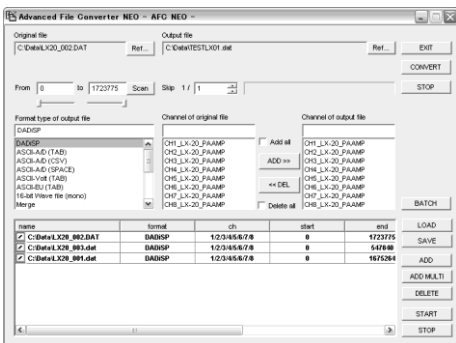 Advanced File Converter NEO - AFC NEO -
Original file
Output file
C:\Data\LX20_002.DAT
Ref...
C:\Data\TESTLX01.dat
Ref...
EXIT
CONVERT
From 0 to 1723775 Scan Skip 1 / 1
STOP
Format type of output file
Channel of original file
Channel of output file
DADiSP
DADiSP
ASCII-A/D (TAB)
ASCII-A/D (CSV)
ASCII-A/D (SPACE)
ASCII-Volt (TAB)
ASCII-EU (TAB)
16-bit Wave file (mono)
Merge
CH1_LX-20_PAAMP
CH2_LX-20_PAAMP
CH3_LX-20_PAAMP
CH4_LX-20_PAAMP
CH5_LX-20_PAAMP
CH6_LX-20_PAAMP
CH7_LX-20_PAAMP
CH8_LX-20_PAAMP
Add all
ADD >>
<< DEL
Delete all
CH1_LX-20_PAAMP
CH2_LX-20_PAAMP
CH3_LX-20_PAAMP
CH4_LX-20_PAAMP
CH5_LX-20_PAAMP
CH6_LX-20_PAAMP
CH7_LX-20_PAAMP
CH8_LX-20_PAAMP
BATCH
name format ch start end
C:\Data\LX20_002.DAT DADiSP 1/2/3/4/5/6/7/8 0 1723775
C:\Data\LX20_003.dat DADiSP 1/2/3/4/5/6/7/8 0 547840
C:\Data\LX20_001.dat DADiSP 1/2/3/4/5/6/7/8 0 1675264
LOAD
SAVE
ADD
ADD MULTI
DELETE
START
STOP